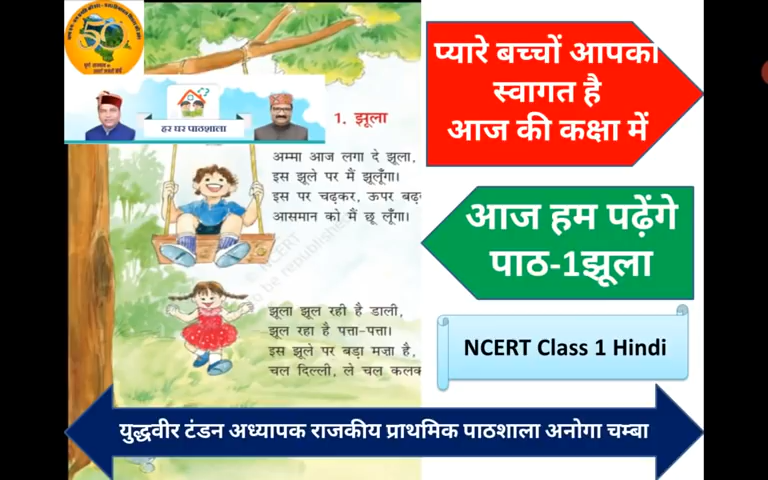 हर घर पाठशाला
1. झूला
अम्मा आज लगा दे झूला,
इस झूले पर मैं झूलूँगा।
इस पर चढ़कर, ऊपर बढ़
आसमान को मैं छू लूँगा।
झूला झूल रही है डाली,
झूल रहा है पत्ता-पत्ता।
इस झूले पर बड़ा मज़ा है,
चल दिल्ली, ले चल कलक
प्यारे बच्चों आपका
स्वागत है
आज की कक्षा में
आज हम पढ़ेंगे
पाठ-1झूला
NCERT Class 1 Hindi
युद्धवीर टंडन अध्यापक राजकीय प्राथमिक पाठशाला अनोगा चम्बा